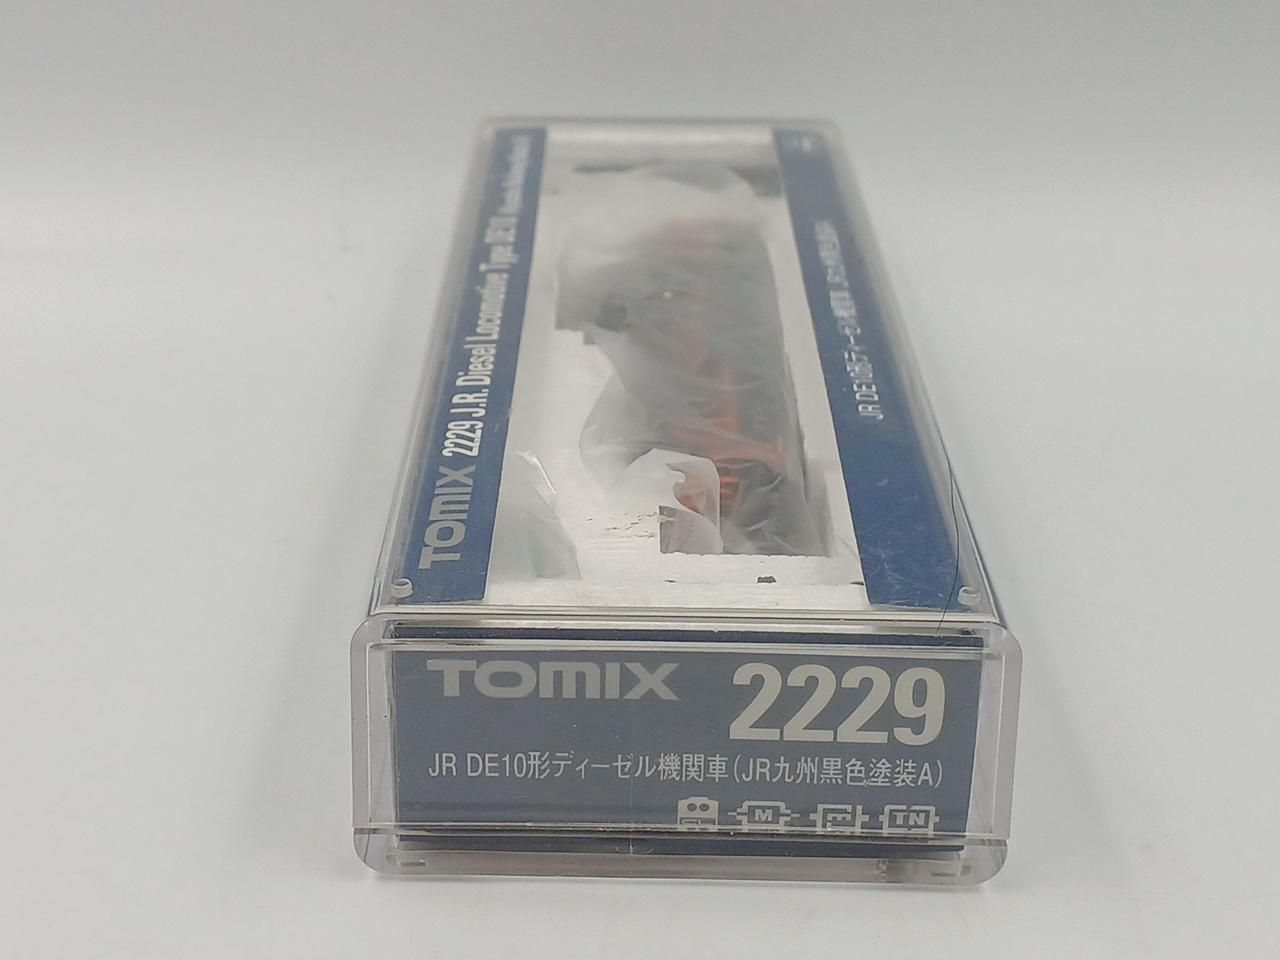 TOMIX 2229 J.R. Diesel Locomotive Type DE10
JR DE10形ディーゼル機関車
TOMIX 2229
JR DE10形ディーゼル機関車(JR九州黒色塗装A)
M TN